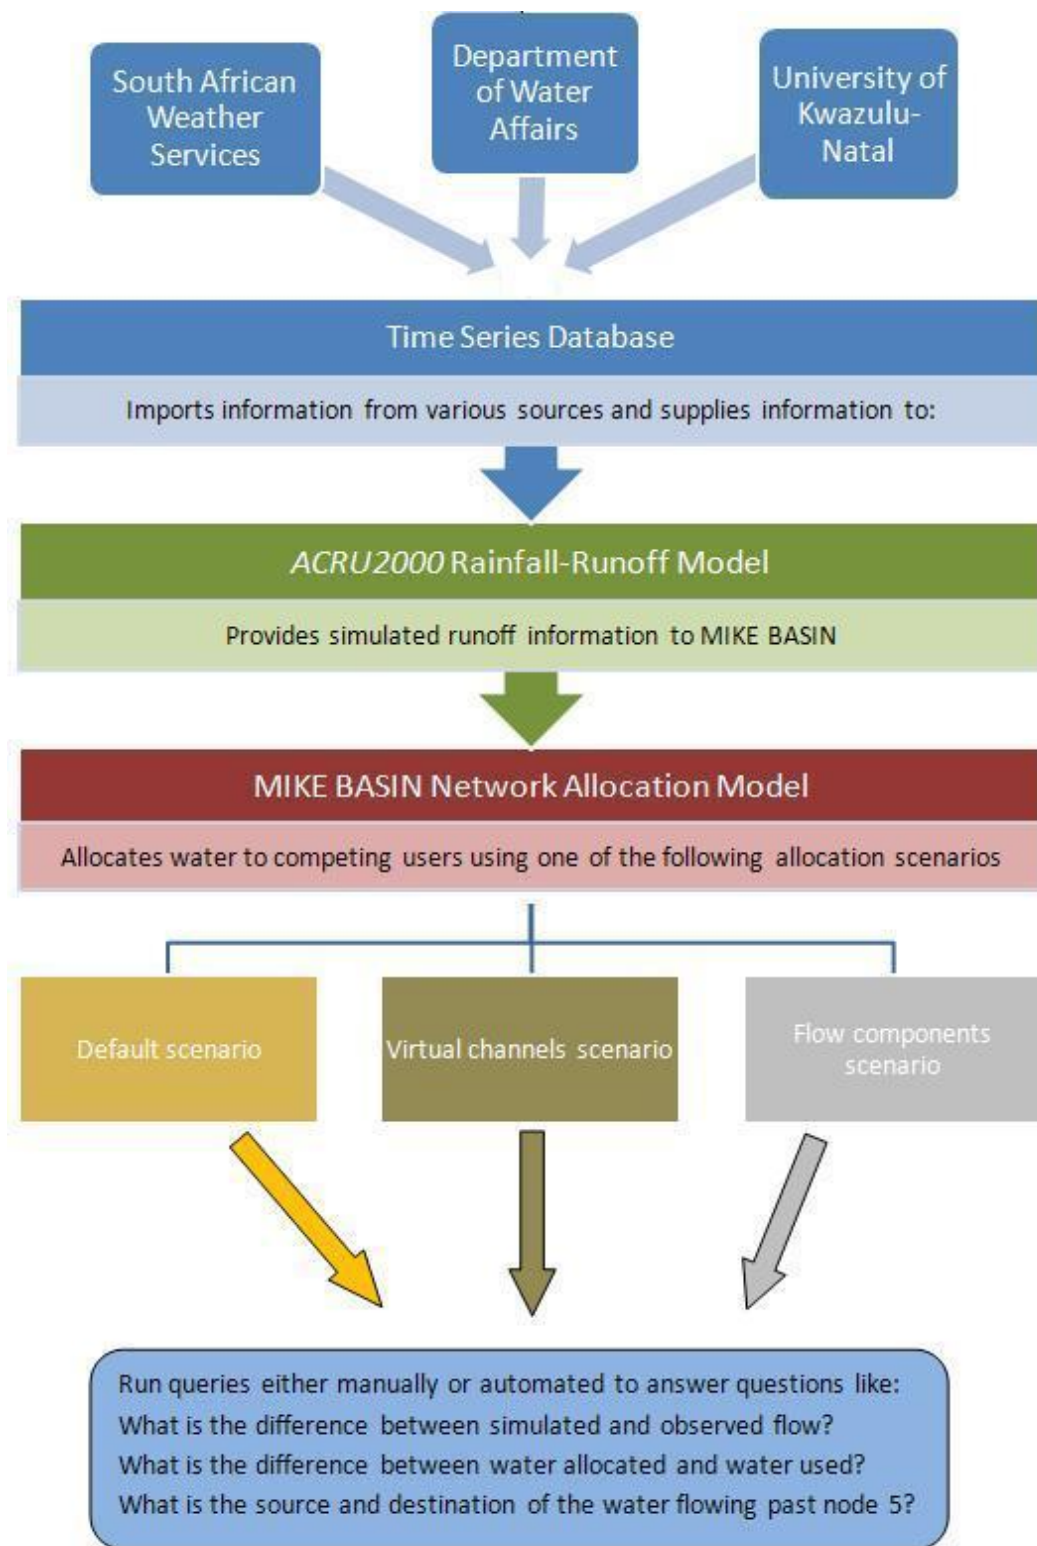 South African
Weather
Services
Department
of Water
Affairs
University of
Kwazulu-
Natal
Time Series Database
Imports information from various sources and supplies information to:
ACRU2000 Rainfall-Runoff Model
Provides simulated runoff information to MIKE BASIN
MIKE BASIN Network Allocation Model
Allocates water to competing users using one of the following allocation scenarios
Default scenario
Virtual channels scenario
Flow components
scenario
Run queries either manually or automated to answer questions like:
What is the difference between simulated and observed flow?
What is the difference between water allocated and water used?
What is the source and destination of the water flowing past node 5?